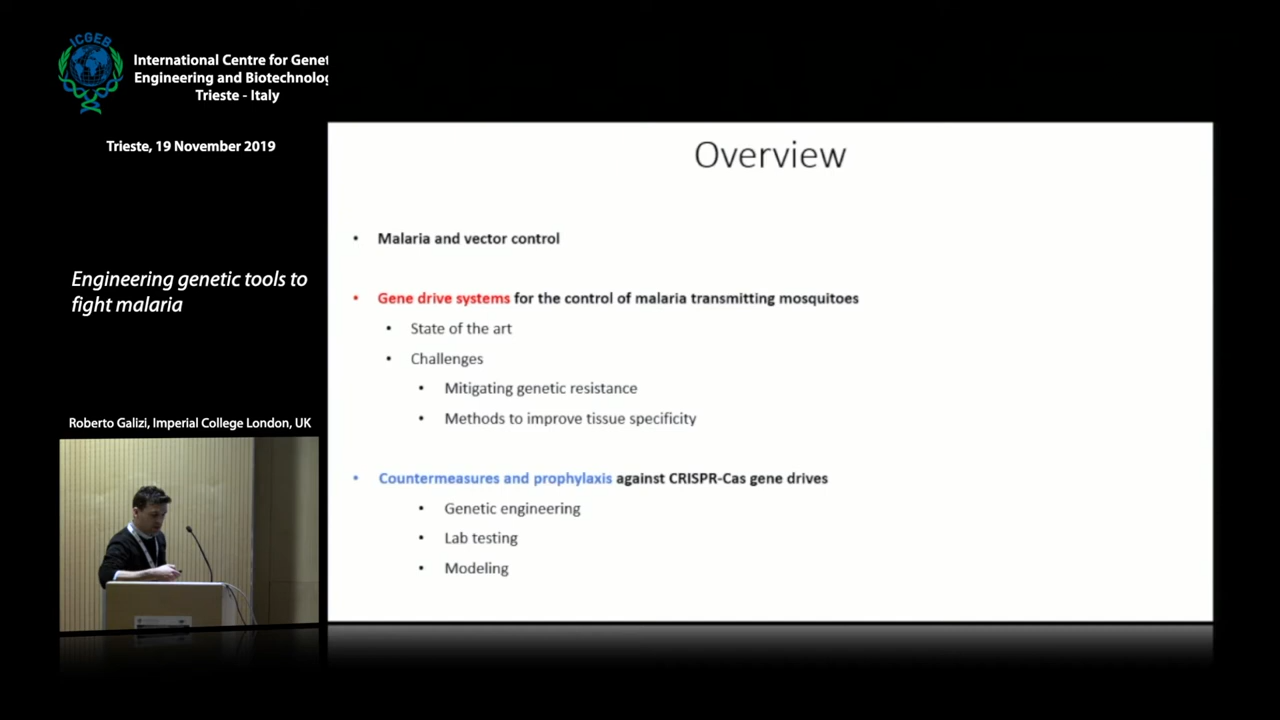 ICGEB
International Centre for Genet
Engineering and Biotechnolog
Trieste - Italy
Trieste, 19 November 2019
Engineering genetic tools to
fight malaria
Roberto Galizi, Imperial College London, UK
Overview
• Malaria and vector control
• Gene drive systems for the control of malaria transmitting mosquitoes
• State of the art
• Challenges
• Mitigating genetic resistance
• Methods to improve tissue specificity
• Countermeasures and prophylaxis against CRISPR-Cas gene drives
• Genetic engineering
• Lab testing
• Modeling